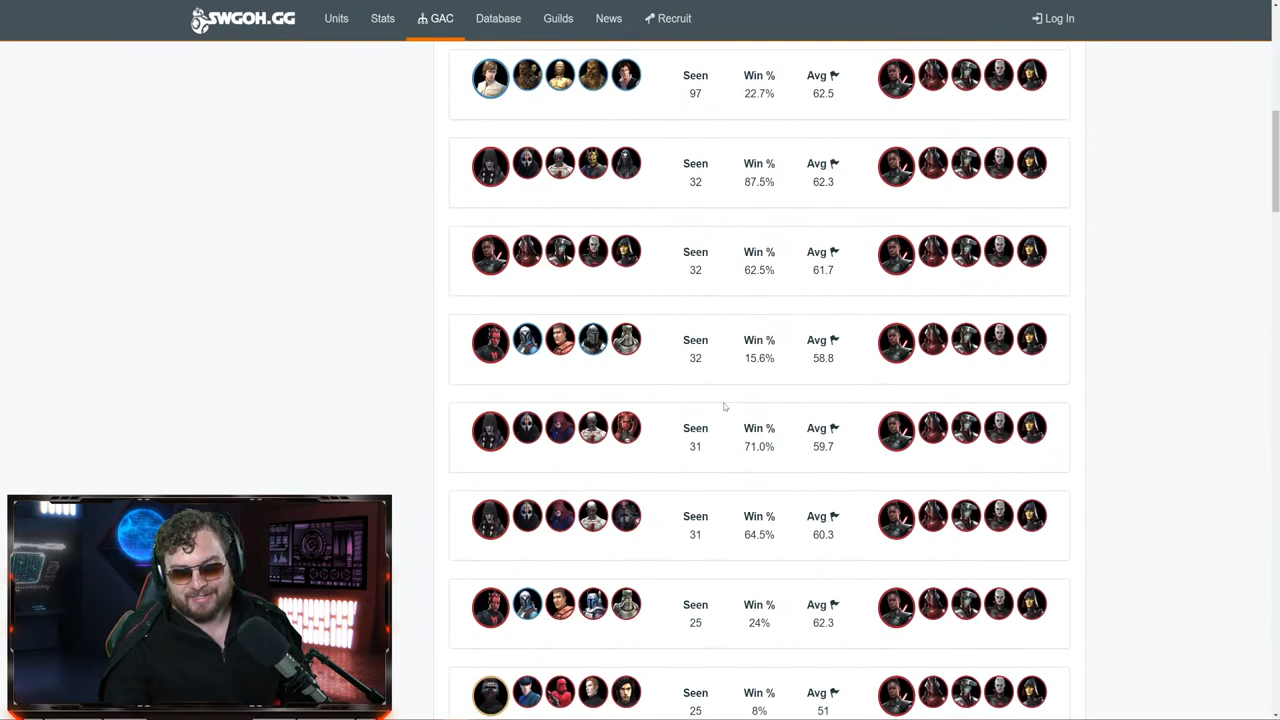 SWGOH.GG Units Stats GAC Database Guilds News Recruit Log In
Seen Win % Avg
97 22.7% 62.5
Seen Win % Avg
32 87.5% 62.3
Seen Win % Avg
32 62.5% 61.7
Seen Win % Avg
32 15.6% 58.8
Seen Win % Avg
31 71.0% 59.7
Seen Win % Avg
31 64.5% 60.3
Seen Win % Avg
25 24% 62.3
Seen Win % Avg
25 8% 51